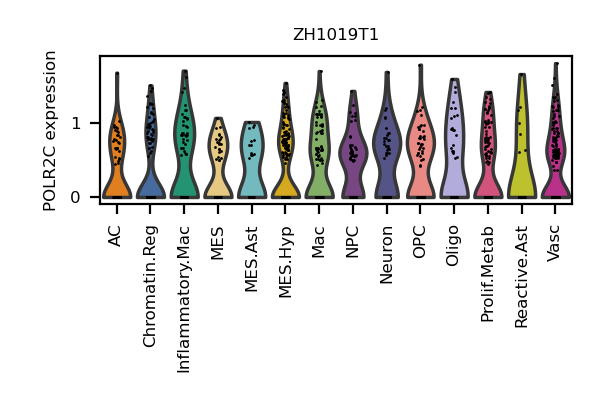 ZH1019T1
POLR2C expression
1
0
AC
Chromatin.Reg
Inflammatory.Mac
MES
MES.Ast
MES.Hyp
Mac
NPC
Neuron
OPC
Oligo
Prolif.Metab
Reactive.Ast
Vasc